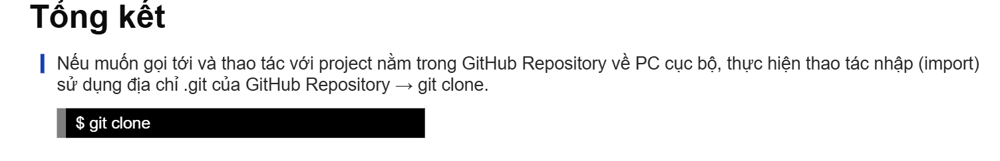 Tổng kết
Nếu muốn gọi tới và thao tác với project nằm trong GitHub Repository về PC cục bộ, thực hiện thao tác nhập (import)
sử dụng địa chỉ .git của GitHub Repository → git clone.
$ git clone